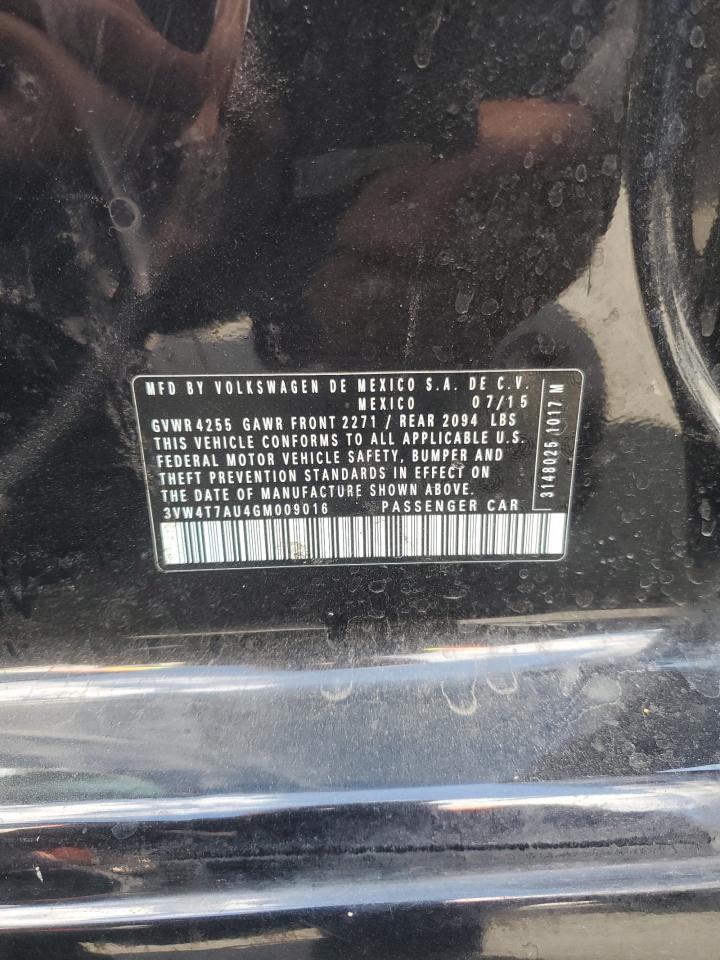 MFD BY VOLKSWAGEN DE MEXICO S.A. DE C.V.
MEXICO 07/15
GVWR 4255 GAWR FRONT 2271 / REAR 2094 LBS
THIS VEHICLE CONFORMS TO ALL APPLICABLE U.S.
FEDERAL MOTOR VEHICLE SAFETY, BUMPER AND
THEFT PREVENTION STANDARDS IN EFFECT ON
THE DATE OF MANUFACTURE SHOWN ABOVE.
3VW4T7AU4GM009016 PASSENGER CAR
3148025 1017 M